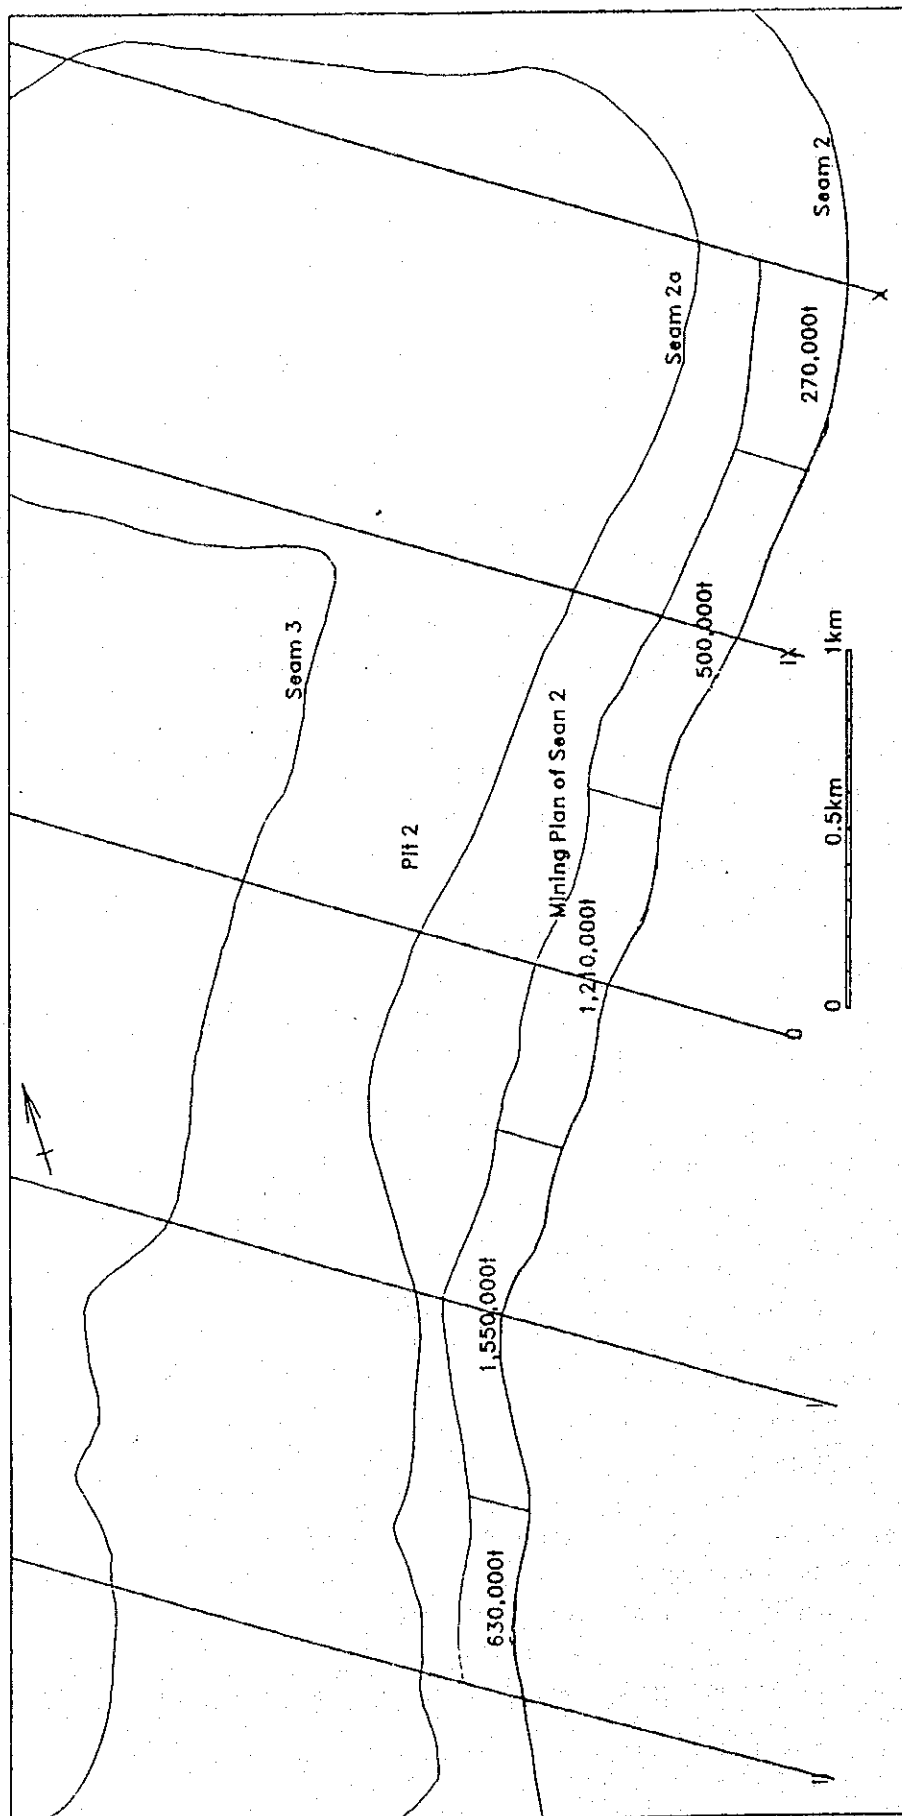 Seam 2
Seam 2a
270,000t
Seam 3
500,000t
IX
X
Mining Plan of Sean 2
Pit 2
1,210,000t
0
0.5km
1km
0
1,550,000t
I
630,000t
II